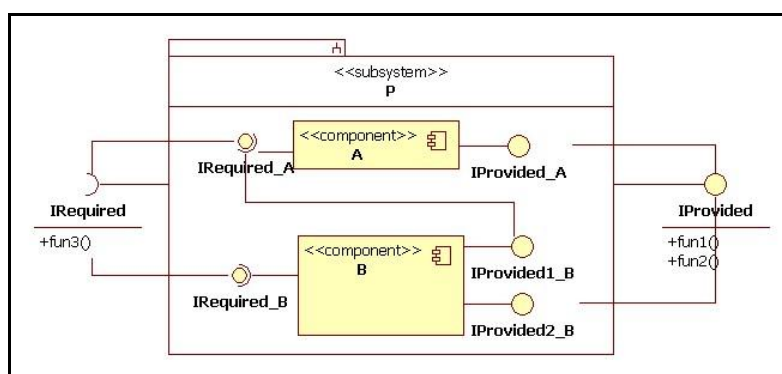 <<subsystem>>
P
<<component>>
A
IRequired_A
IProvided_A
IRequired
+fun3()
IProvided
+fun1()
+fun2()
<<component>>
B
IProvided1_B
IRequired_B
IProvided2_B